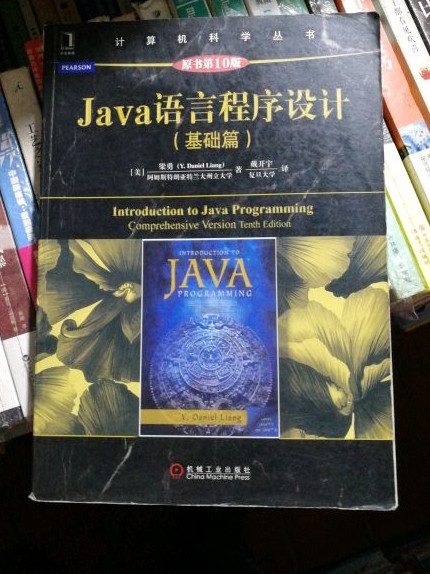 计算机科学丛书
PEARSON
原书第10版
Java语言程序设计
(基础篇)
[美] 梁勇 (Y. Daniel Liang) 著 戴开宇 译
阿姆斯特朗亚特兰大州立大学 复旦大学
Introduction to Java Programming
Comprehensive Version Tenth Edition
INTRODUCTION TO
JAVA
PROGRAMMING
Y. Daniel Liang
机械工业出版社
China Machine Press